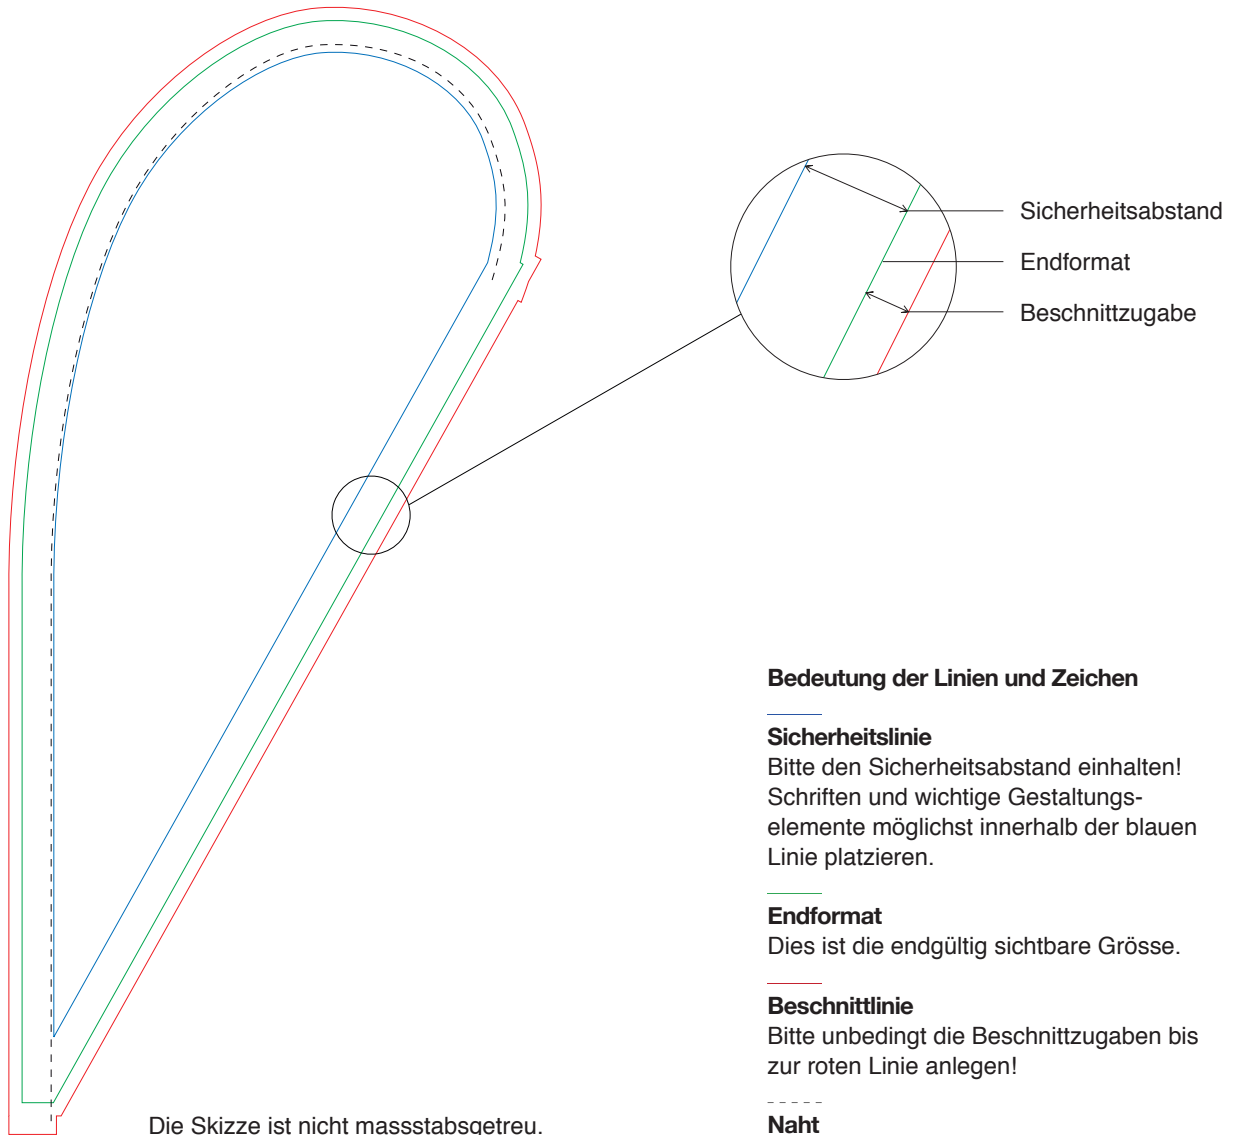 Sicherheitsabstand
Endformat
Beschnittzugabe
Bedeutung der Linien und Zeichen
Sicherheitslinie
Bitte den Sicherheitsabstand einhalten!
Schriften und wichtige Gestaltungs-
elemente möglichst innerhalb der blauen
Linie platzieren.
Endformat
Dies ist die endgültig sichtbare Grösse.
Beschnittlinie
Bitte unbedingt die Beschnittzugaben bis
zur roten Linie anlegen!
Naht
Die Skizze ist nicht massstabsgetreu.